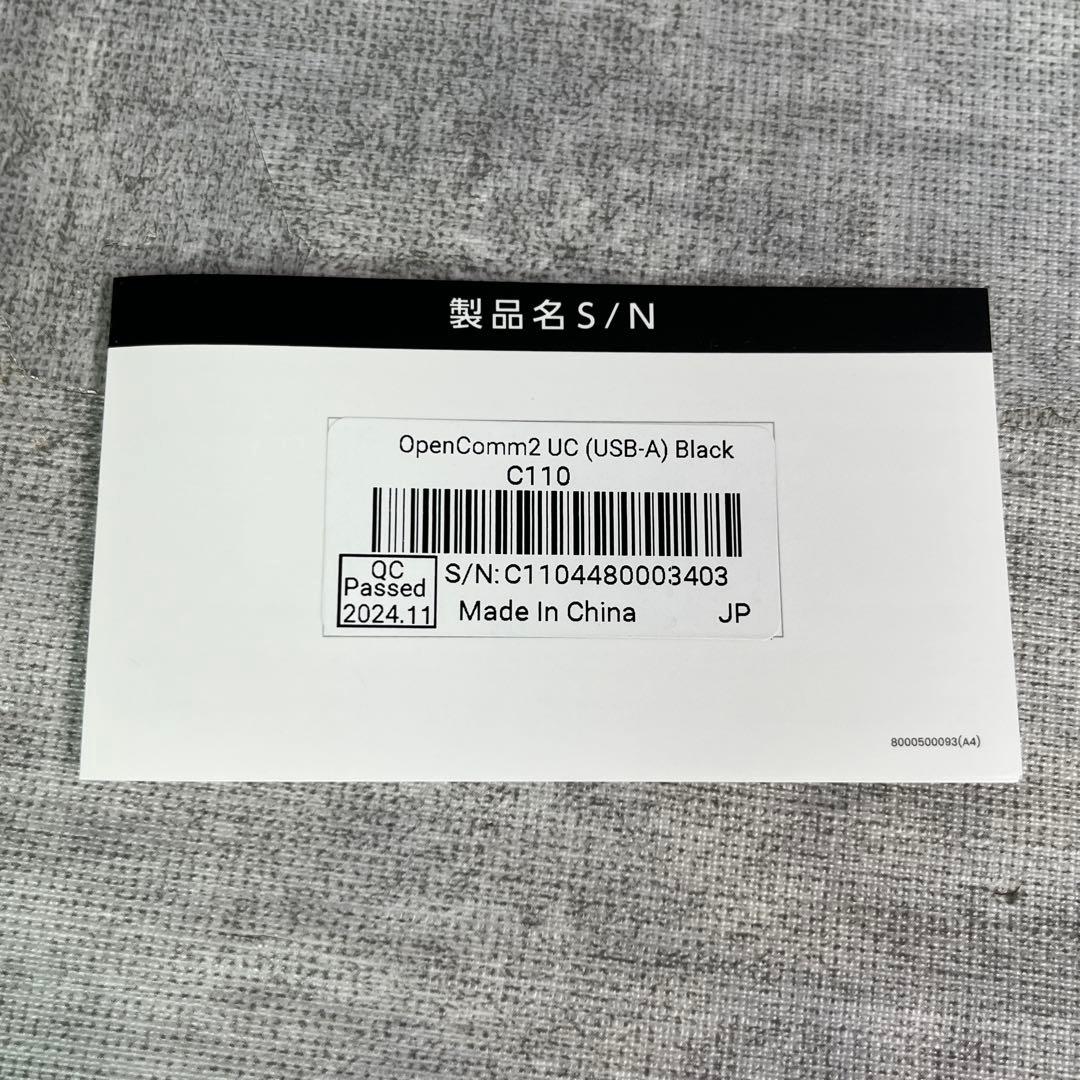 製品名S/N
OpenComm2 UC (USB-A) Black
C110
QC
Passed
2024.11
S/N:C1104480003403
Made In China
JP
8000500093(A4)